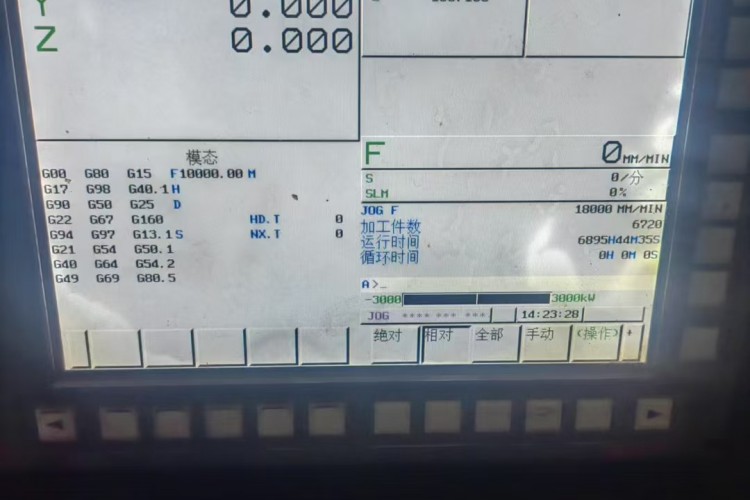 Y 0.000
Z 0.000
模态
G00 G80 G15 F10000.00 M
G17 G98 G40.1 H
G90 G50 G25 D
G22 G67 G160 HD.T 0
G94 G97 G13.1 S NX.T 0
G21 G54 G50.1
G40 G64 G54.2
G49 G69 G80.5
F 0 MM/MIN
S 0/分
SLM 0%
JOG F 18000 MM/MIN
加工件数 6720
运行时间 6895H44M35S
循环时间 0H 0M 0S
A>_
-3000 3000kW
JOG **** *** *** 14:23:28
绝对 相对 全部 手动 (操作)